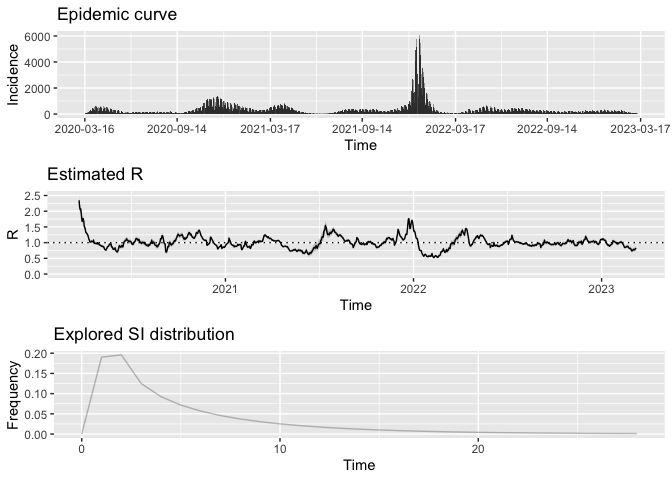 Epidemic curve
Incidence
6000
4000
2000
0
2020-03-16 2020-09-14 2021-03-17 2021-09-14 2022-03-17 2022-09-14 2023-03-17
Time
Estimated R
R
2.5
2.0
1.5
1.0
0.5
0.0
2021 2022 2023
Time
Explored SI distribution
Frequency
0.20
0.15
0.10
0.05
0.00
0 10 20
Time